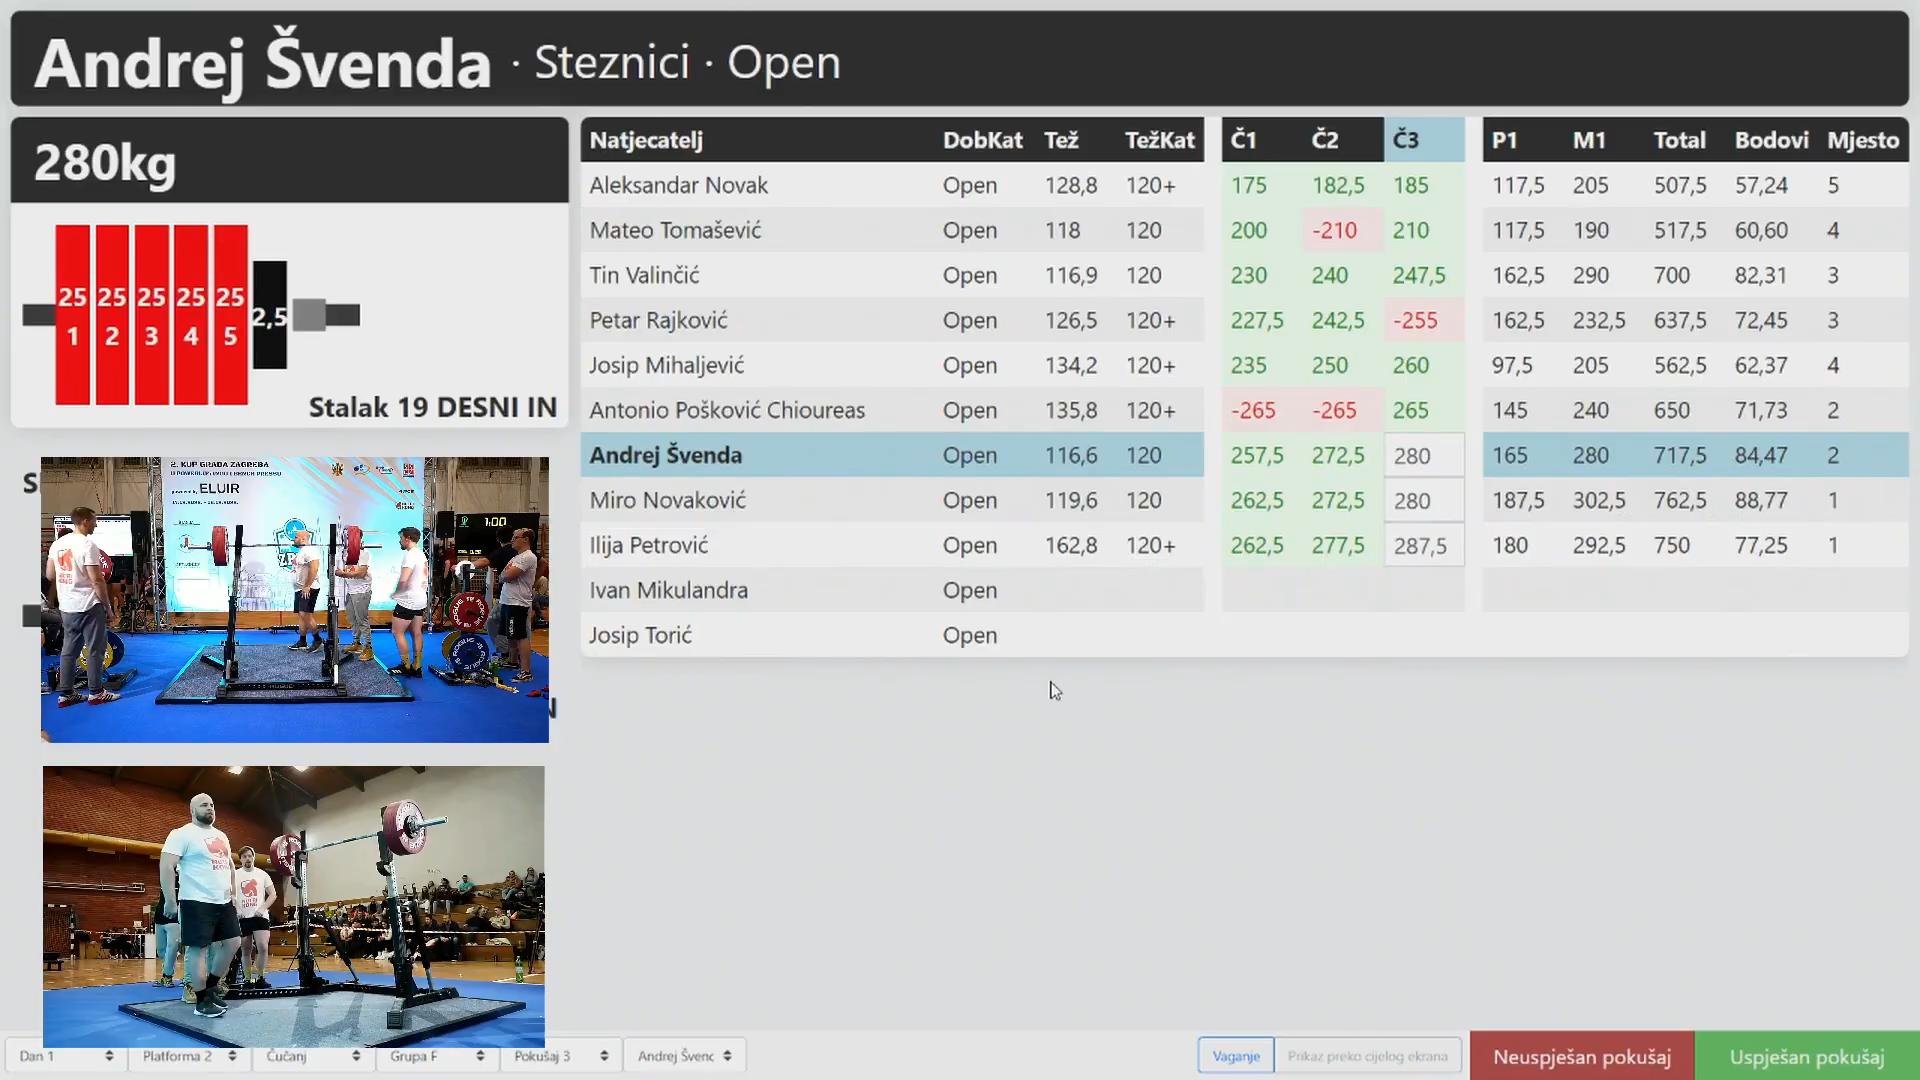 Andrej Švenda · Steznici · Open
280kg
25 25 25 25 25 2,5
1 2 3 4 5
Stalak 19 DESNI IN
Natjecatelj DobKat Tež TežKat Č1 Č2 Č3 P1 M1 Total Bodovi Mjesto
Aleksandar Novak Open 128,8 120+ 175 182,5 185 117,5 205 507,5 57,24 5
Mateo Tomašević Open 118 120 200 -210 210 117,5 190 517,5 60,60 4
Tin Valinčić Open 116,9 120 230 240 247,5 162,5 290 700 82,31 3
Petar Rajković Open 126,5 120+ 227,5 242,5 -255 162,5 232,5 637,5 72,45 3
Josip Mihaljević Open 134,2 120+ 235 250 260 97,5 205 562,5 62,37 4
Antonio Pošković Chioureas Open 135,8 120+ -265 -265 265 145 240 650 71,73 2
Andrej Švenda Open 116,6 120 257,5 272,5 280 165 280 717,5 84,47 2
Miro Novaković Open 119,6 120 262,5 272,5 280 187,5 302,5 762,5 88,77 1
Ilija Petrović Open 162,8 120+ 262,5 277,5 287,5 180 292,5 750 77,25 1
Ivan Mikulandra Open
Josip Torić Open
2. KUP GRADA ZAGREBA
ELUIR
1:00
Dan 1 Platforma 2 Čučanj Grupa F Pokušaj 3 Andrej Švenc
Vaganje Prikaz preko cijelog ekrana Neuspješan pokušaj Uspješan pokušaj